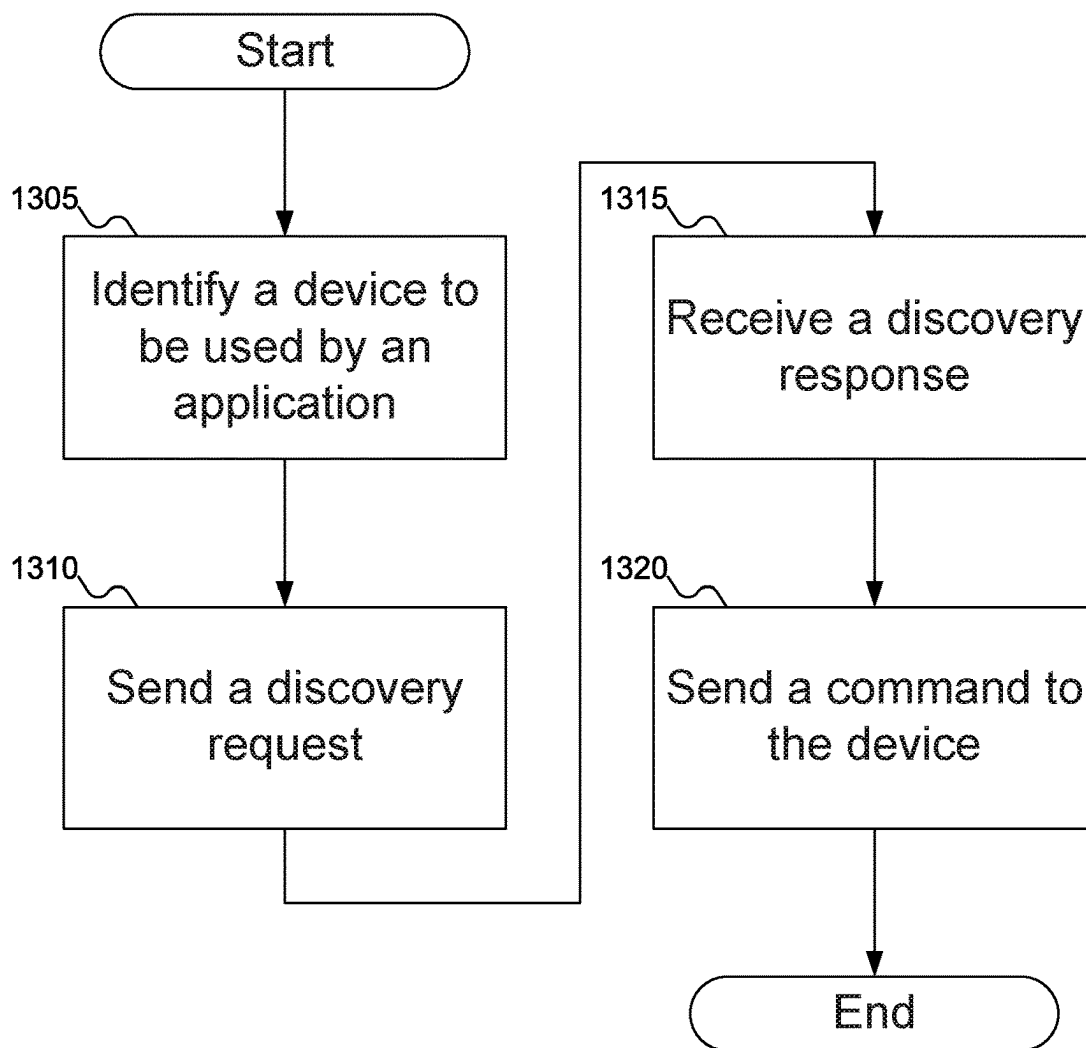 Start
1305
Identify a device to
be used by an
application
1310
Send a discovery
request
1315
Receive a discovery
response
1320
Send a command to
the device
End